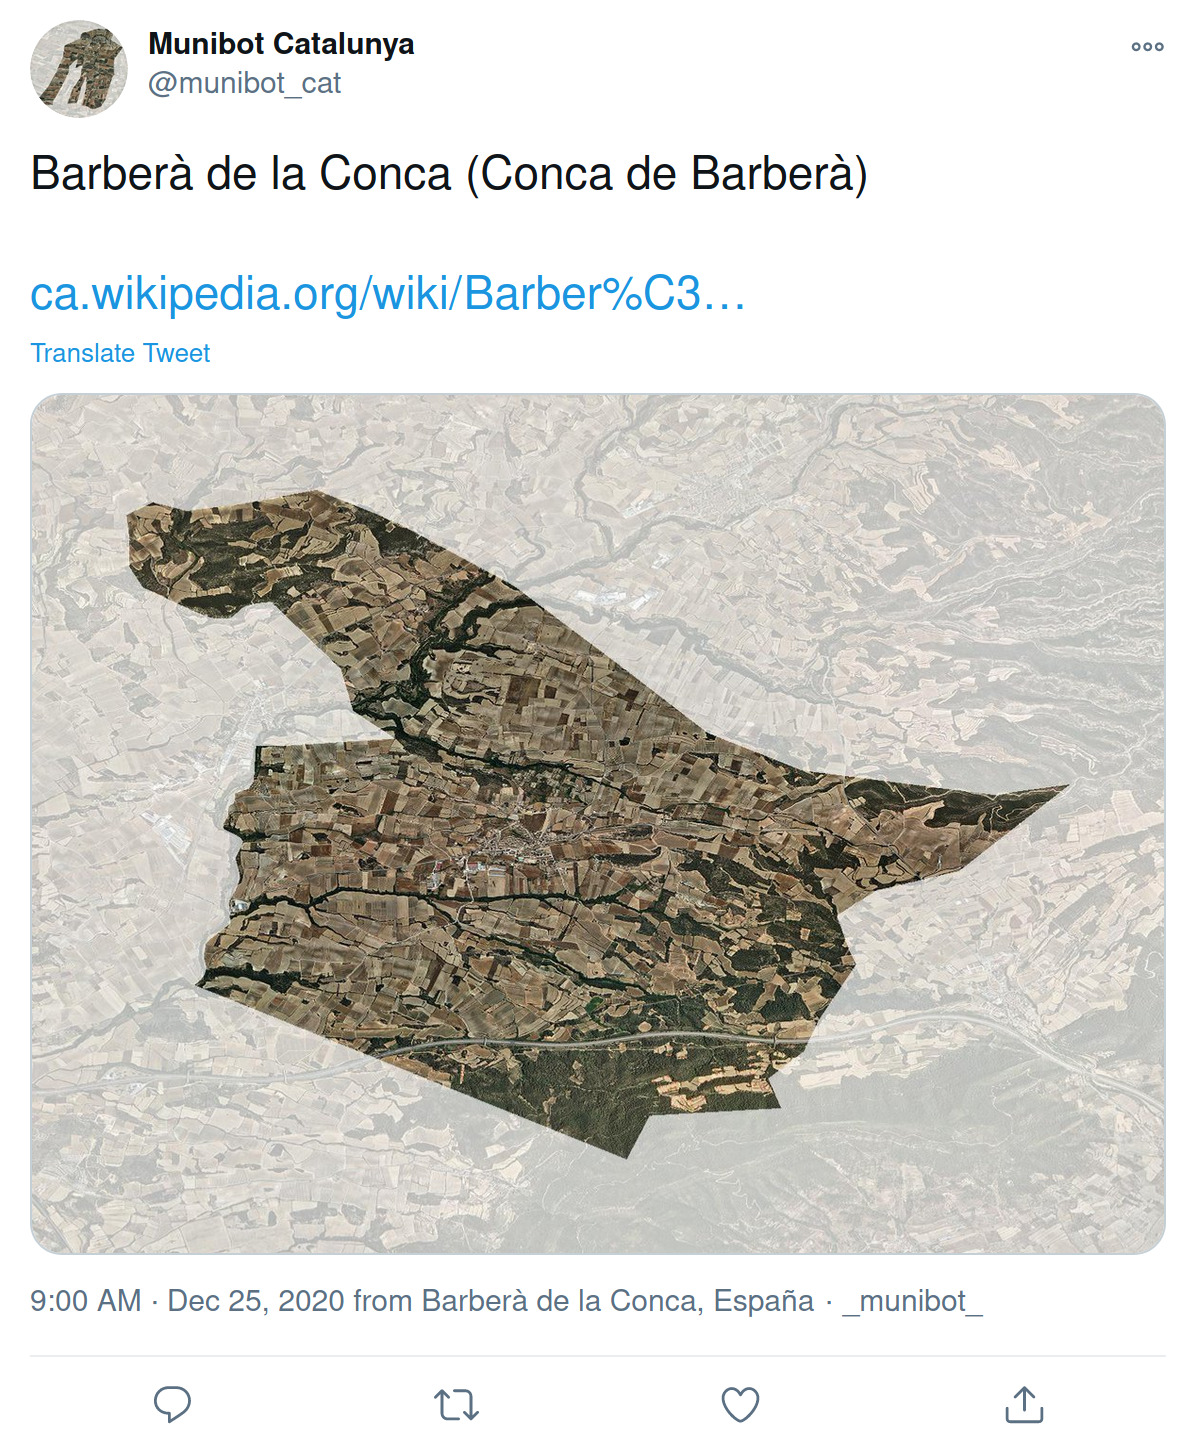 Munibot Catalunya
@munibot_cat
Barberà de la Conca (Conca de Barberà)
ca.wikipedia.org/wiki/Barber%C3…
Translate Tweet
9:00 AM · Dec 25, 2020 from Barberà de la Conca, España · _munibot_